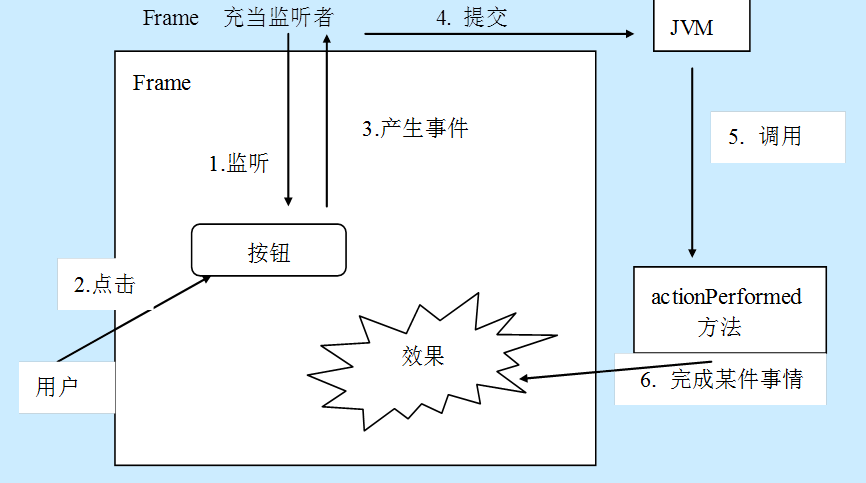 Frame 充当监听者
4. 提交
JVM
Frame
3.产生事件
5. 调用
1.监听
按钮
2.点击
actionPerformed
方法
效果
用户
6. 完成某件事情